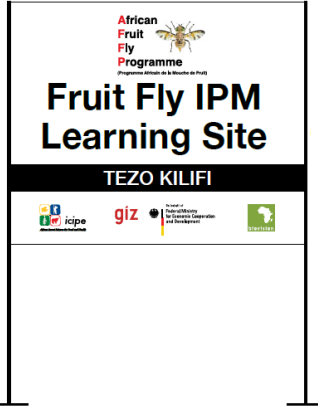 African
Fruit
Fly
Programme
(Programme Africain de la Mouche de Fruit)
Fruit Fly IPM
Learning Site
TEZO KILIFI
icipe
giz
Federal Ministry
for Economic Cooperation
and Development
biovision